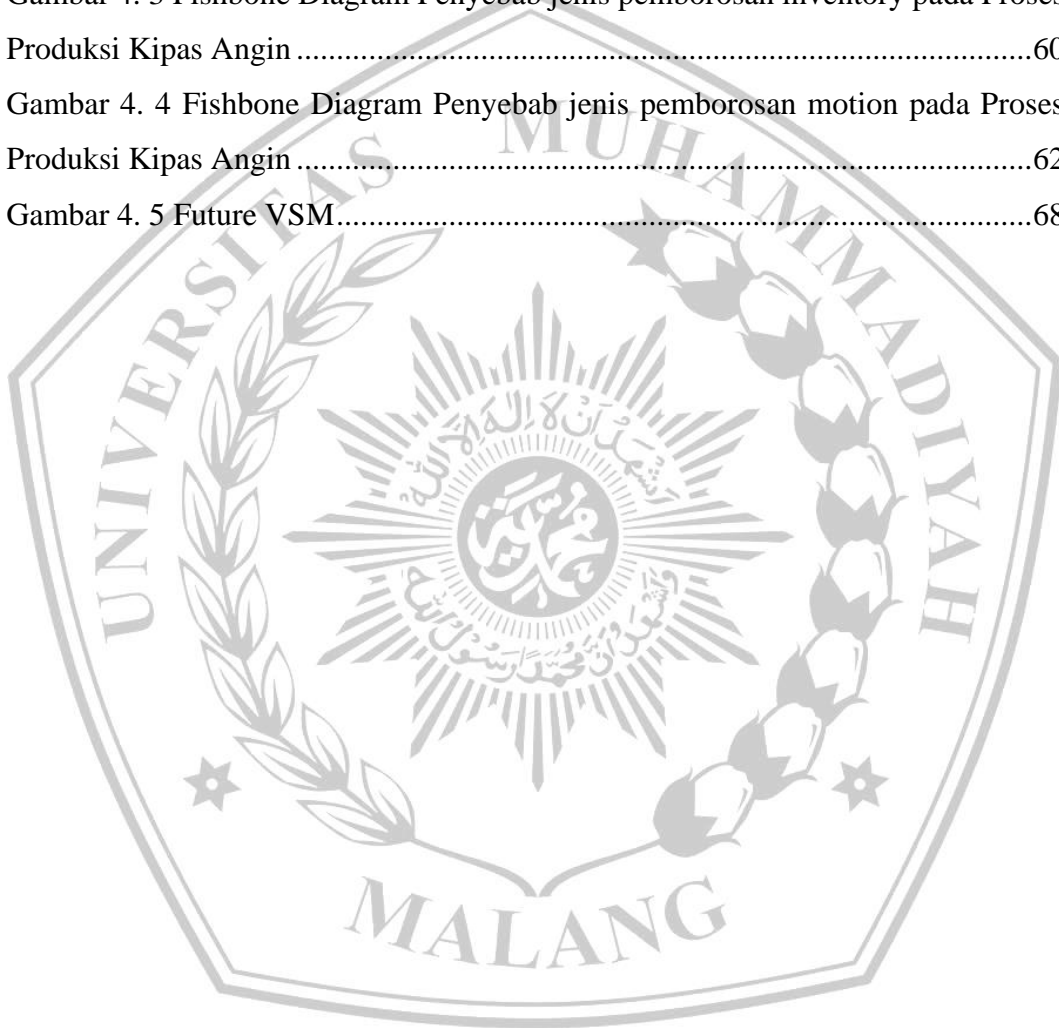 Gambar 4. 3 Fishbone Diagram Penyebab jenis pemborosan inventory pada Proses
Produksi Kipas Angin ........................................................................................60
Gambar 4. 4 Fishbone Diagram Penyebab jenis pemborosan motion pada Proses
Produksi Kipas Angin ........................................................................................62
Gambar 4. 5 Future VSM...................................................................................68
UNIVERSITAS MUHAMMADIYAH
MALANG